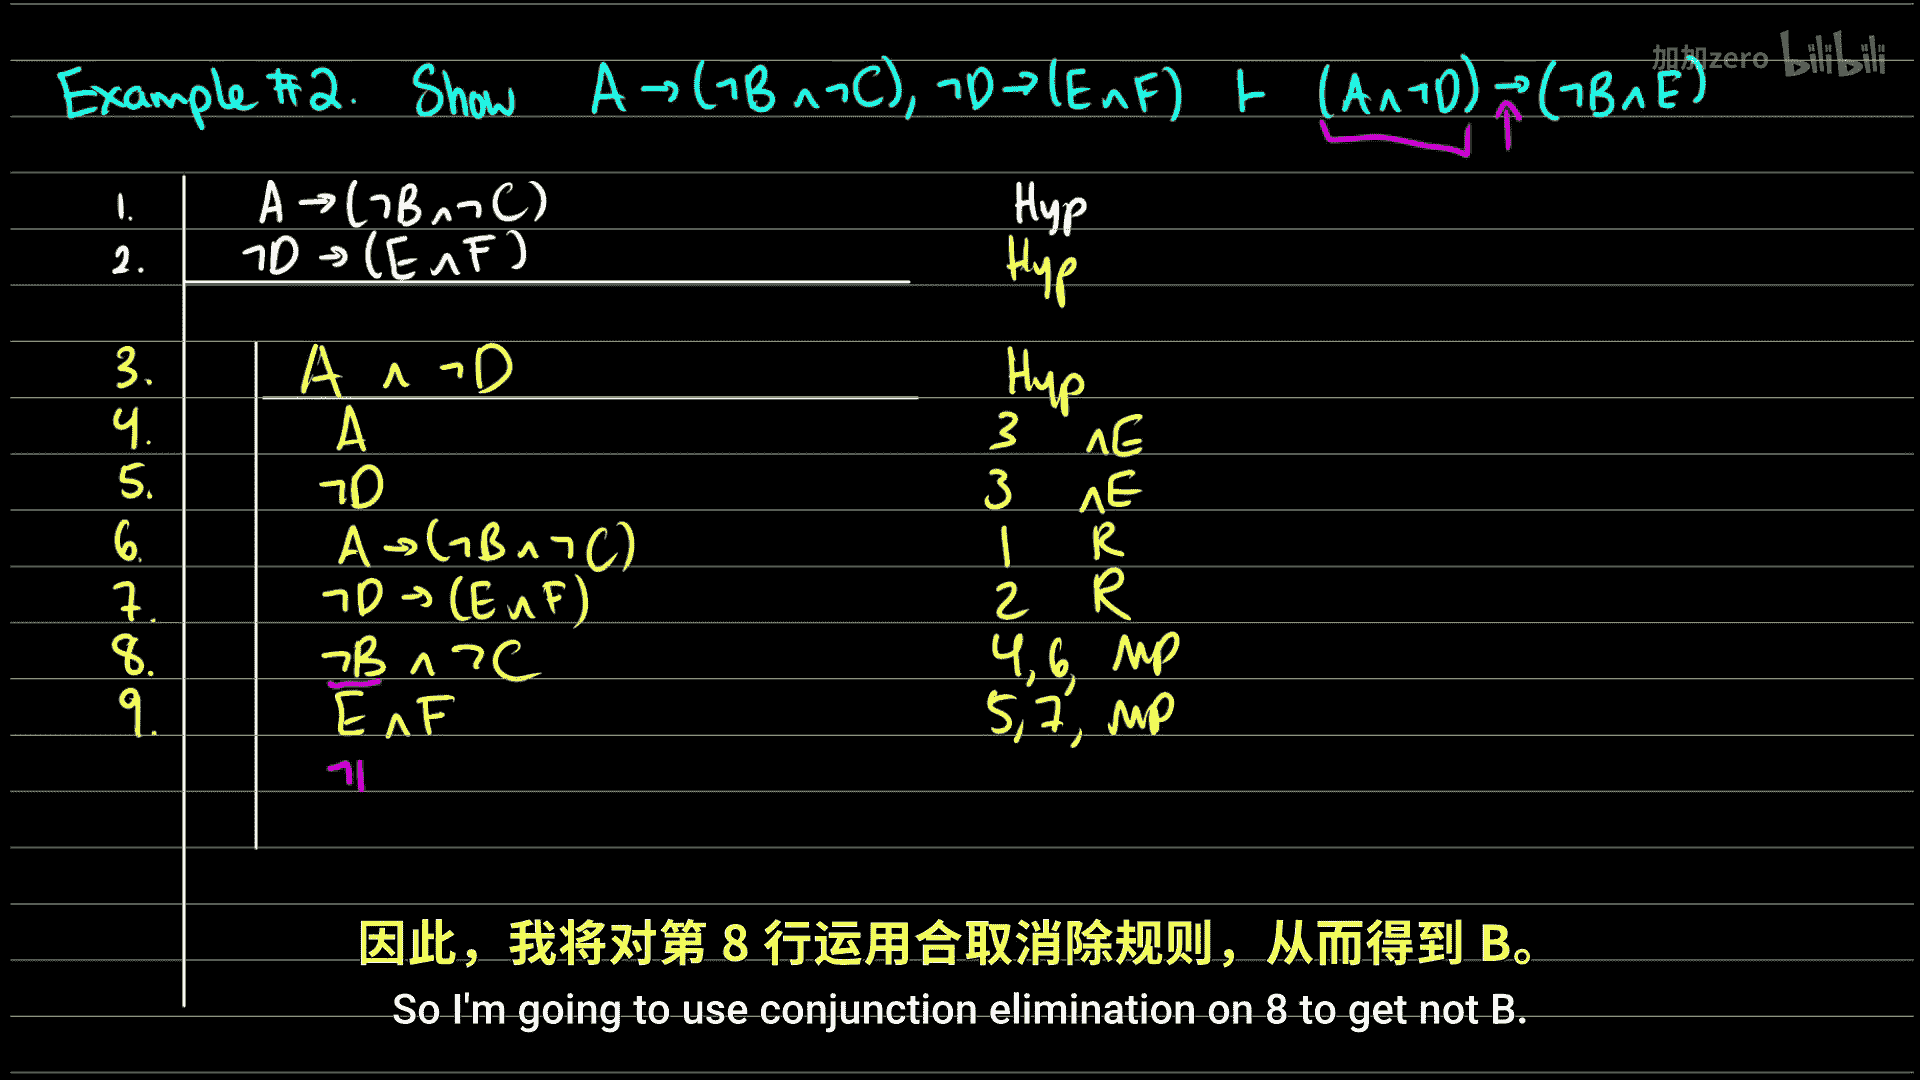 加加zero bilibili
Example #2. Show A→(¬B∧¬C), ¬D→(E∧F) ⊢ (A∧¬D)→(¬B∧E)
1. A→(¬B∧¬C) Hyp
2. ¬D→(E∧F) Hyp
3. A ∧ ¬D Hyp
4. A 3 ∧E
5. ¬D 3 ∧E
6. A→(¬B∧¬C) 1 R
7. ¬D→(E∧F) 2 R
8. ¬B ∧ ¬C 4,6, MP
9. E∧F 5,7, MP
¬
因此，我将对第 8 行运用合取消除规则，从而得到 B。
So I'm going to use conjunction elimination on 8 to get not B.